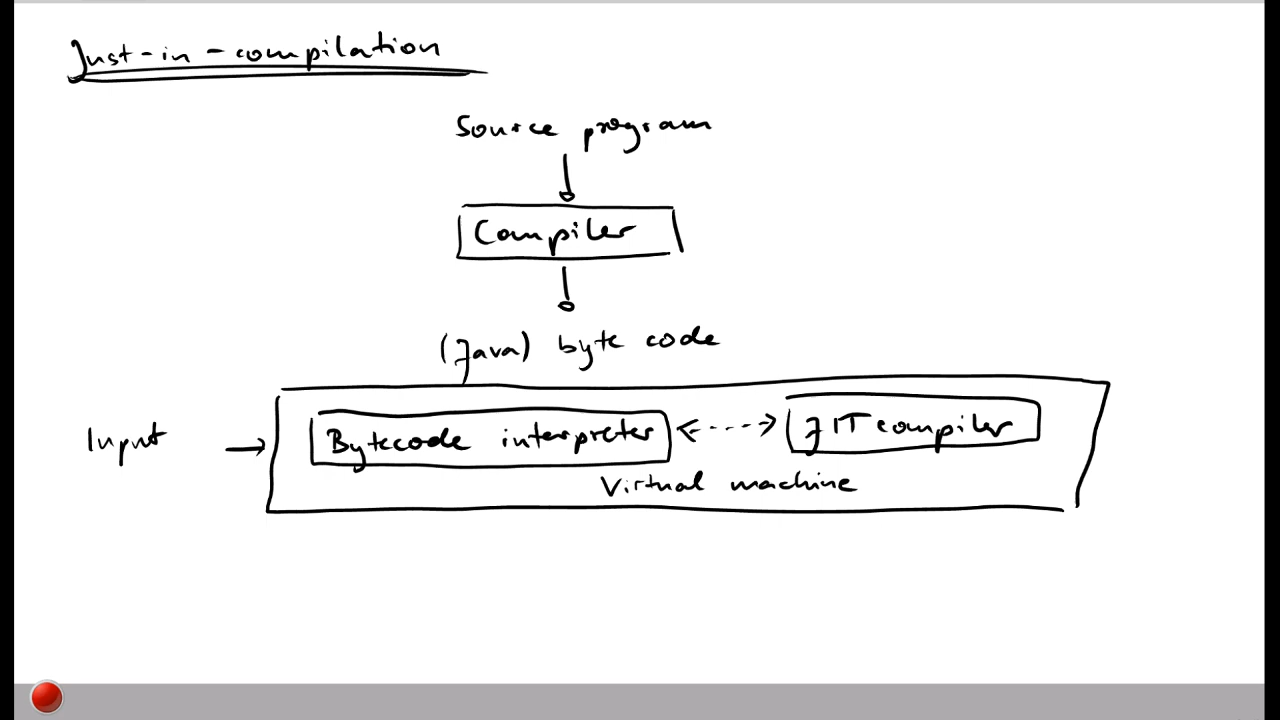 Just-in-compilation
Source program
Compiler
(Java) byte code
Input
Bytecode interpreter
JIT compiler
Virtual machine